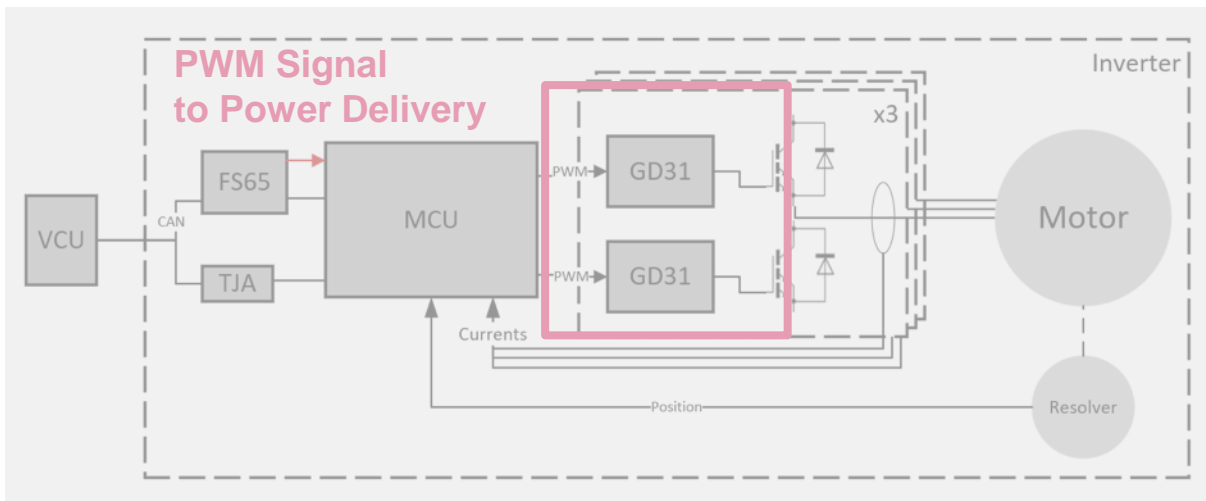 PWM Signal
to Power Delivery
Inverter
x3
FS65
PWM
GD31
MCU
Motor
CAN
VCU
TJA
PWM
GD31
Currents
Position
Resolver